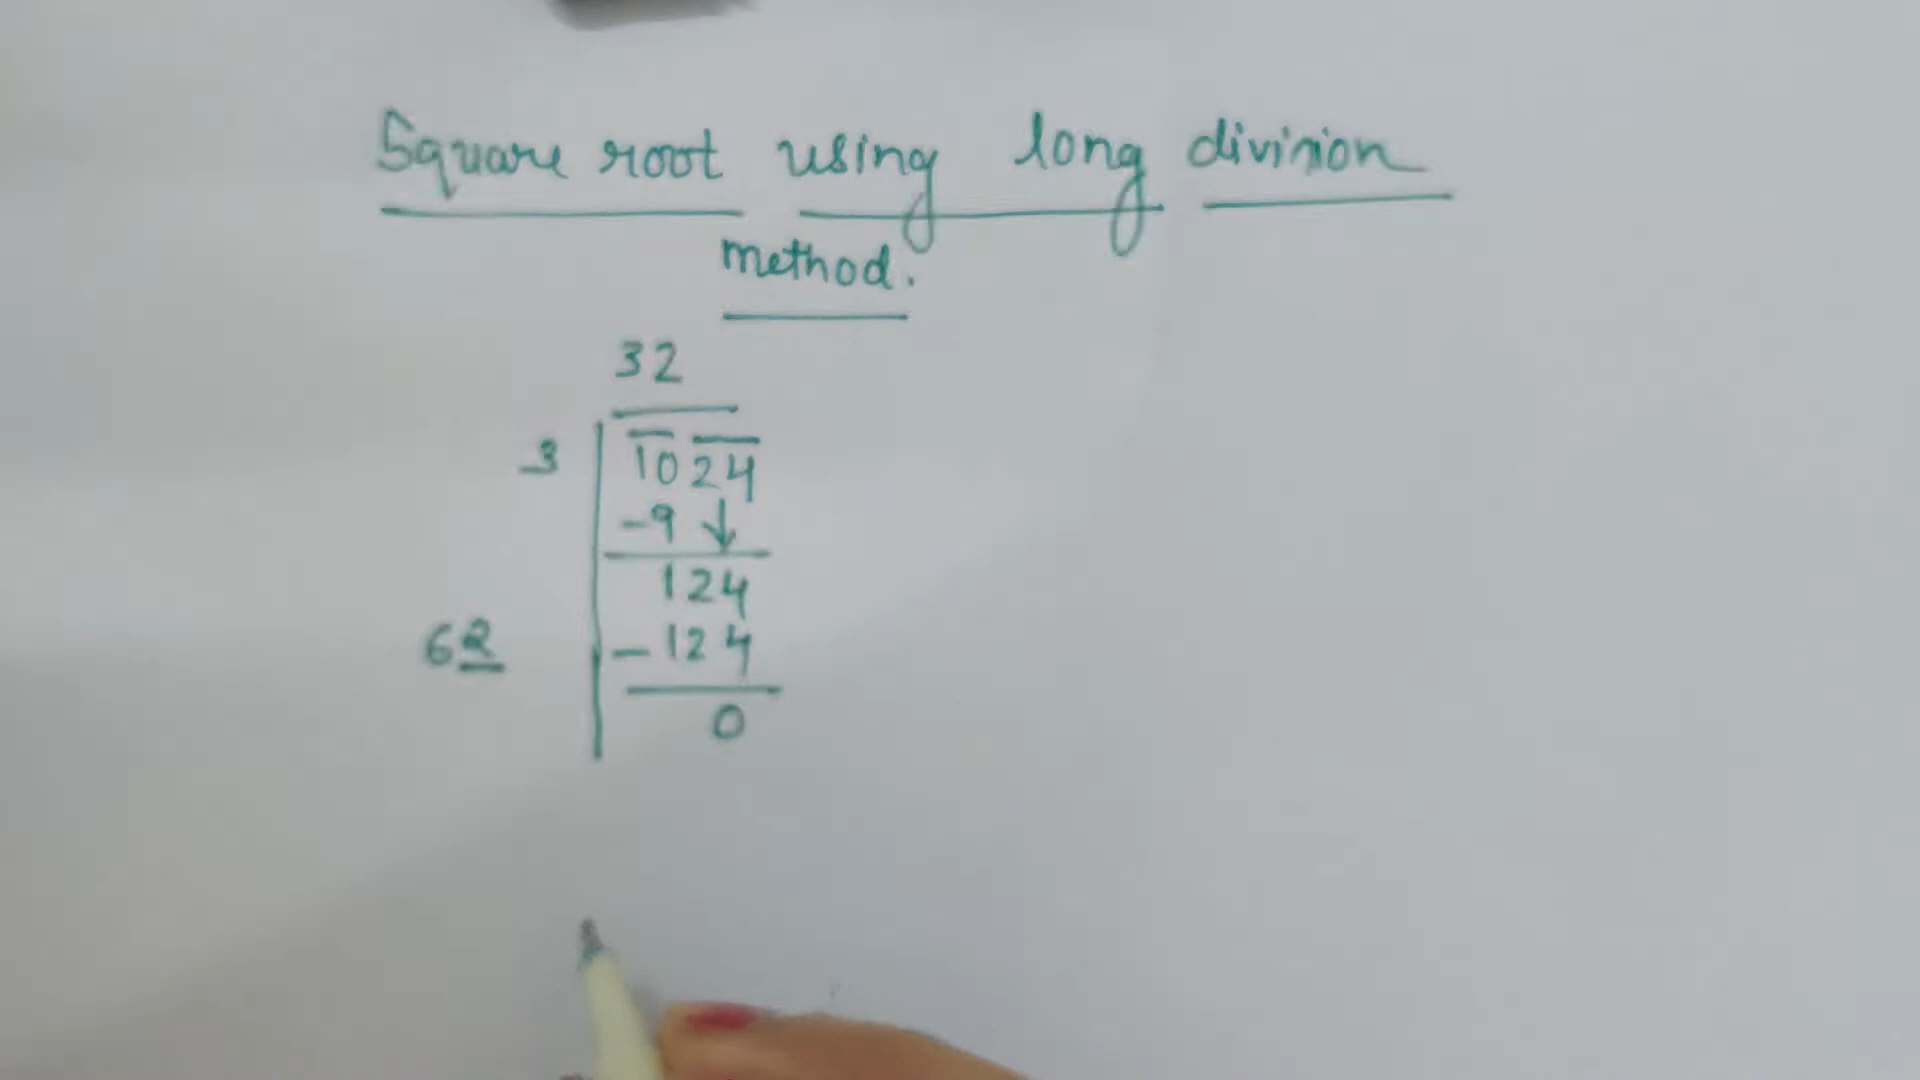 Square root using long division
method.
32
3 10 24
-9 ↓
124
62 -124
0